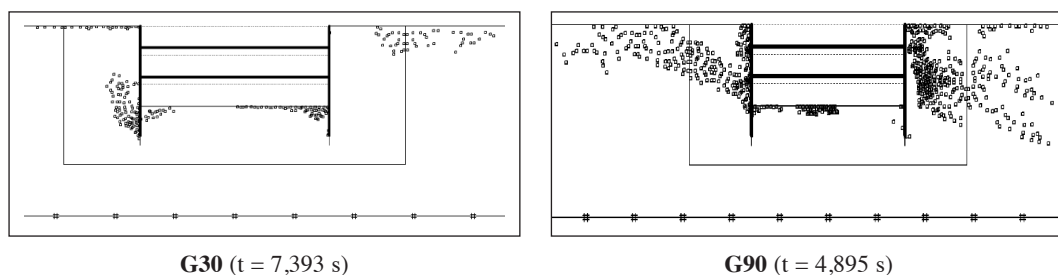 G30 (t = 7,393 s)
G90 (t = 4,895 s)